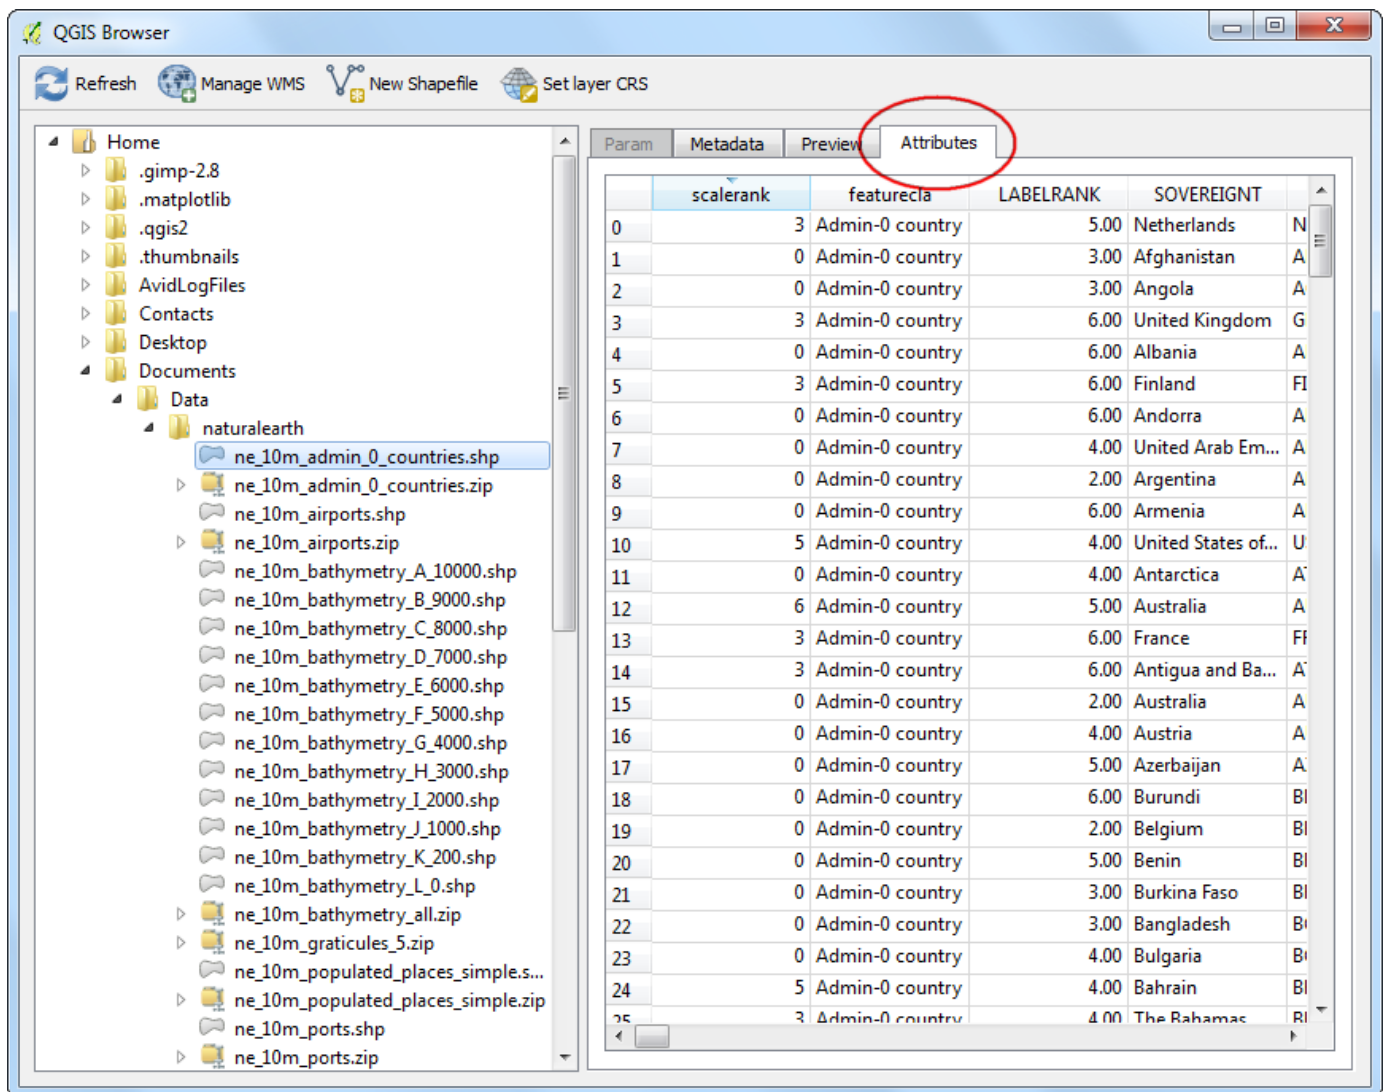 QGIS Browser
Refresh Manage WMS New Shapefile Set layer CRS
Home
.gimp-2.8
.matplotlib
.qgis2
.thumbnails
AvidLogFiles
Contacts
Desktop
Documents
Data
naturalearth
ne_10m_admin_0_countries.shp
ne_10m_admin_0_countries.zip
ne_10m_airports.shp
ne_10m_airports.zip
ne_10m_bathymetry_A_10000.shp
ne_10m_bathymetry_B_9000.shp
ne_10m_bathymetry_C_8000.shp
ne_10m_bathymetry_D_7000.shp
ne_10m_bathymetry_E_6000.shp
ne_10m_bathymetry_F_5000.shp
ne_10m_bathymetry_G_4000.shp
ne_10m_bathymetry_H_3000.shp
ne_10m_bathymetry_I_2000.shp
ne_10m_bathymetry_J_1000.shp
ne_10m_bathymetry_K_200.shp
ne_10m_bathymetry_L_0.shp
ne_10m_bathymetry_all.zip
ne_10m_graticules_5.zip
ne_10m_populated_places_simple.s...
ne_10m_populated_places_simple.zip
ne_10m_ports.shp
ne_10m_ports.zip
Param Metadata Preview Attributes
scalerank featurecla LABELRANK SOVEREIGNT
0 3 Admin-0 country 5.00 Netherlands N
1 0 Admin-0 country 3.00 Afghanistan A
2 0 Admin-0 country 3.00 Angola A
3 3 Admin-0 country 6.00 United Kingdom G
4 0 Admin-0 country 6.00 Albania A
5 3 Admin-0 country 6.00 Finland FI
6 0 Admin-0 country 6.00 Andorra A
7 0 Admin-0 country 4.00 United Arab Em... A
8 0 Admin-0 country 2.00 Argentina A
9 0 Admin-0 country 6.00 Armenia A
10 5 Admin-0 country 4.00 United States of... U
11 0 Admin-0 country 4.00 Antarctica A
12 6 Admin-0 country 5.00 Australia A
13 3 Admin-0 country 6.00 France F
14 3 Admin-0 country 6.00 Antigua and Ba... A
15 0 Admin-0 country 2.00 Australia A
16 0 Admin-0 country 4.00 Austria A
17 0 Admin-0 country 5.00 Azerbaijan A
18 0 Admin-0 country 6.00 Burundi B
19 0 Admin-0 country 2.00 Belgium B
20 0 Admin-0 country 5.00 Benin B
21 0 Admin-0 country 3.00 Burkina Faso B
22 0 Admin-0 country 3.00 Bangladesh B
23 0 Admin-0 country 4.00 Bulgaria B
24 5 Admin-0 country 4.00 Bahrain B
25 3 Admin-0 country 4.00 The Bahamas B